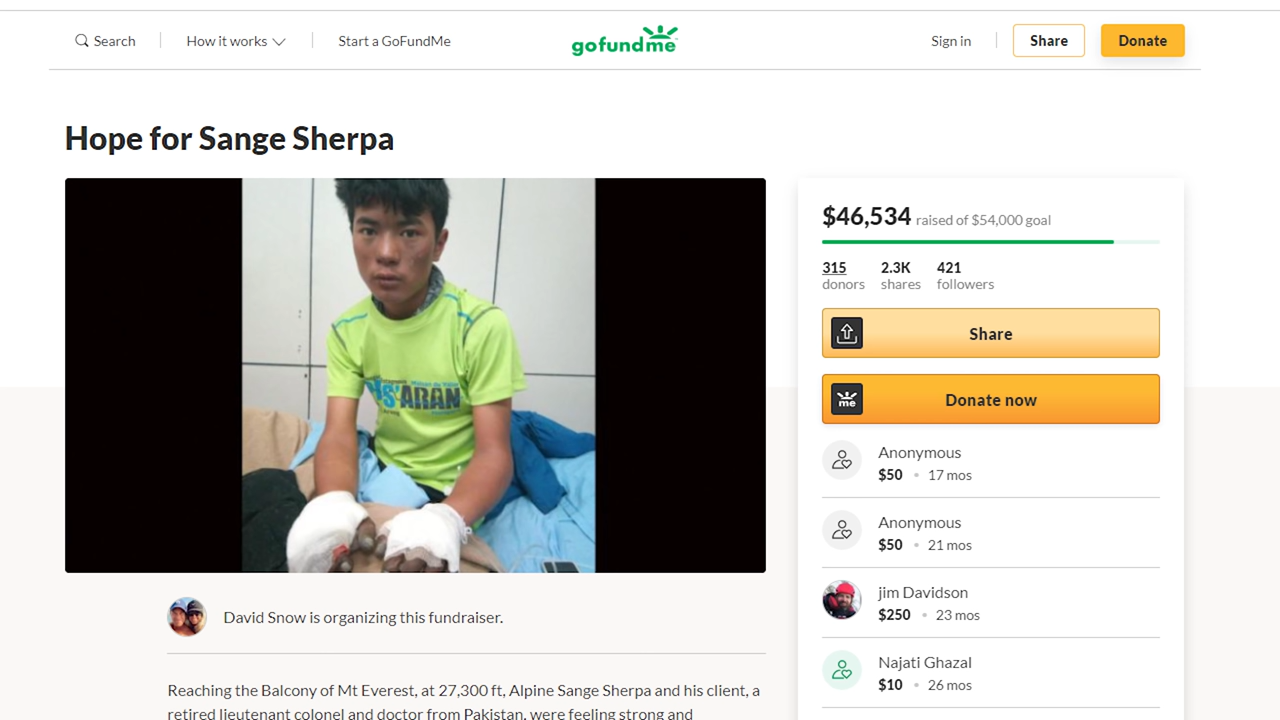 Search
How it works
Start a GoFundMe
gofundme
Sign in
Share
Donate
Hope for Sange Sherpa
$46,534 raised of $54,000 goal
315 donors
2.3K shares
421 followers
Share
me
Donate now
Anonymous
$50 • 17 mos
Anonymous
$50 • 21 mos
jim Davidson
$250 • 23 mos
Najati Ghazal
$10 • 26 mos
David Snow is organizing this fundraiser.
Reaching the Balcony of Mt Everest, at 27,300 ft, Alpine Sange Sherpa and his client, a
retired lieutenant colonel and doctor from Pakistan, were feeling strong and